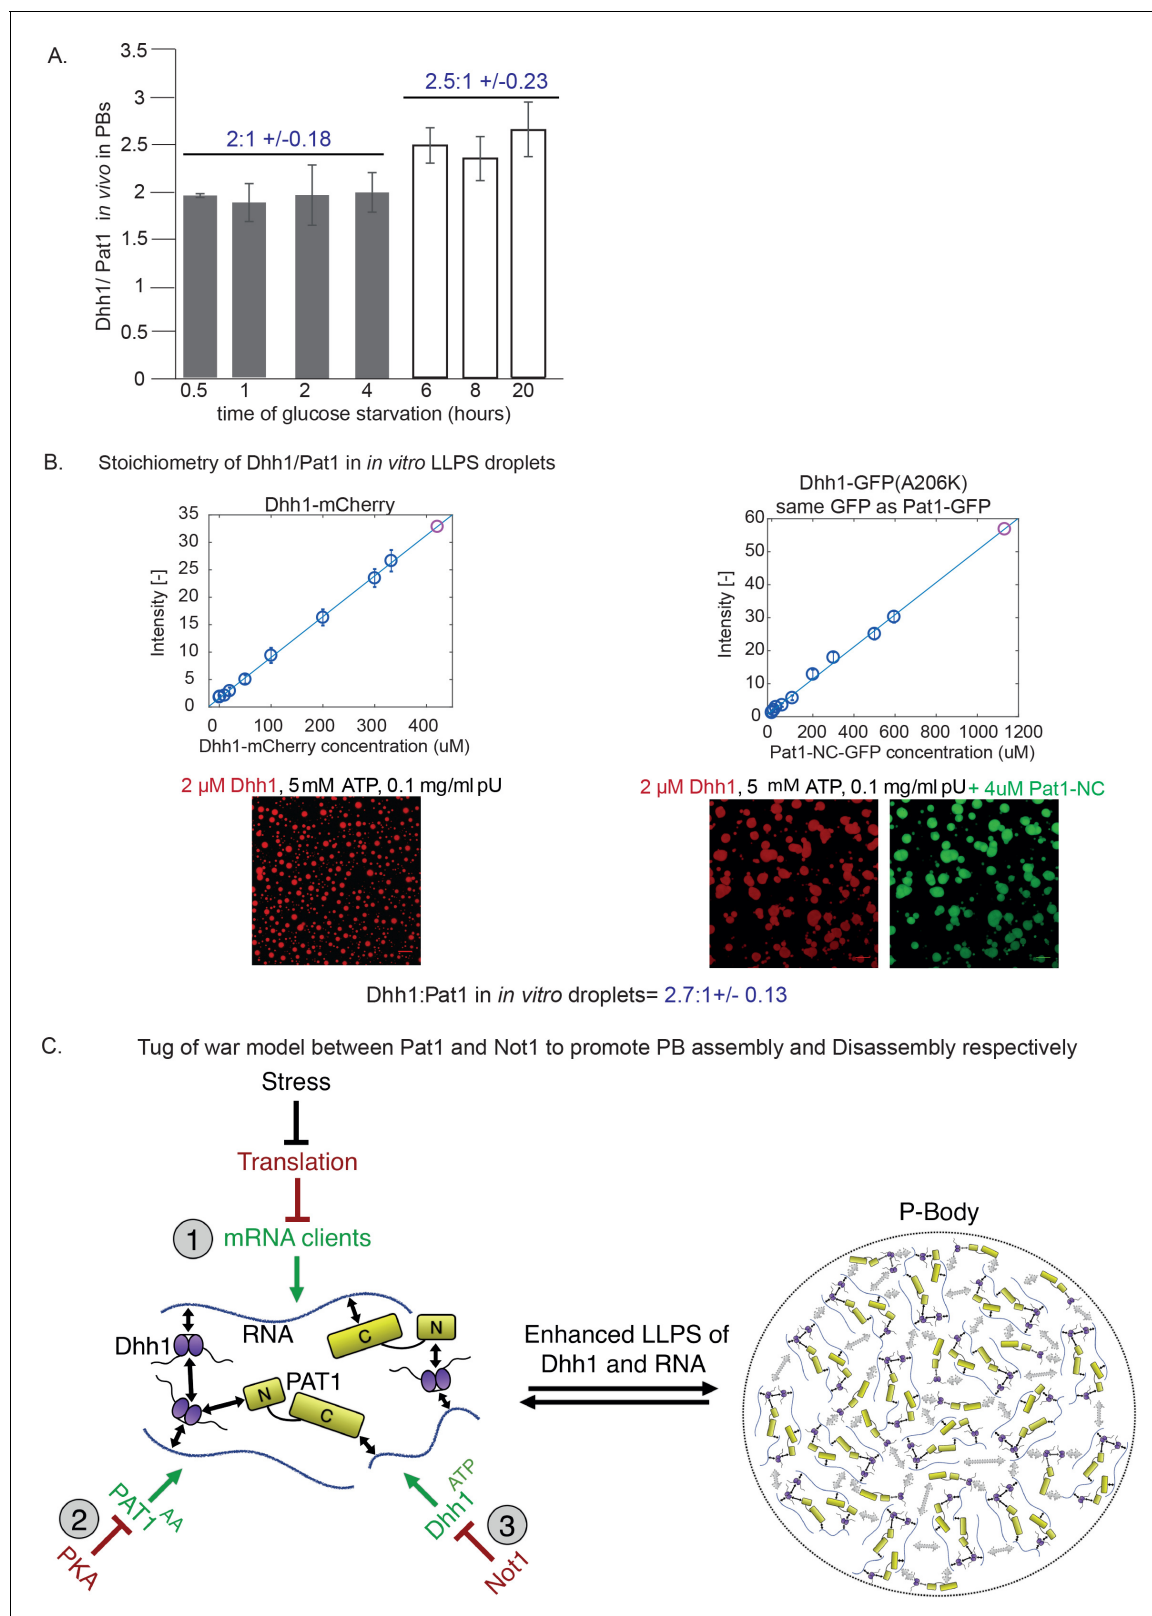 A.
3.5
3
2.5
2
1.5
1
0.5
0
Dhh1/ Pat1 in vivo in PBs
2:1 +/-0.18
2.5:1 +/-0.23
0.5 1 2 4 6 8 20
time of glucose starvation (hours)
B. Stoichiometry of Dhh1/Pat1 in in vitro LLPS droplets
Dhh1-mCherry
35
30
25
20
15
10
5
0
Intensity [-]
0 100 200 300 400
Dhh1-mCherry concentration (uM)
Dhh1-GFP(A206K)
same GFP as Pat1-GFP
60
50
40
30
20
10
0
Intensity [-]
0 200 400 600 800 1000 1200
Pat1-NC-GFP concentration (uM)
2 µM Dhh1, 5 mM ATP, 0.1 mg/ml pU
2 µM Dhh1, 5 mM ATP, 0.1 mg/ml pU + 4uM Pat1-NC
Dhh1:Pat1 in in vitro droplets= 2.7:1+/- 0.13
C. Tug of war model between Pat1 and Not1 to promote PB assembly and Disassembly respectively
Stress
Translation
1 mRNA clients
RNA
Dhh1
C N
PAT1
N C
PAT1 AA
2
PKA
Dhh1 ATP
3
Not1
Enhanced LLPS of
Dhh1 and RNA
P-Body